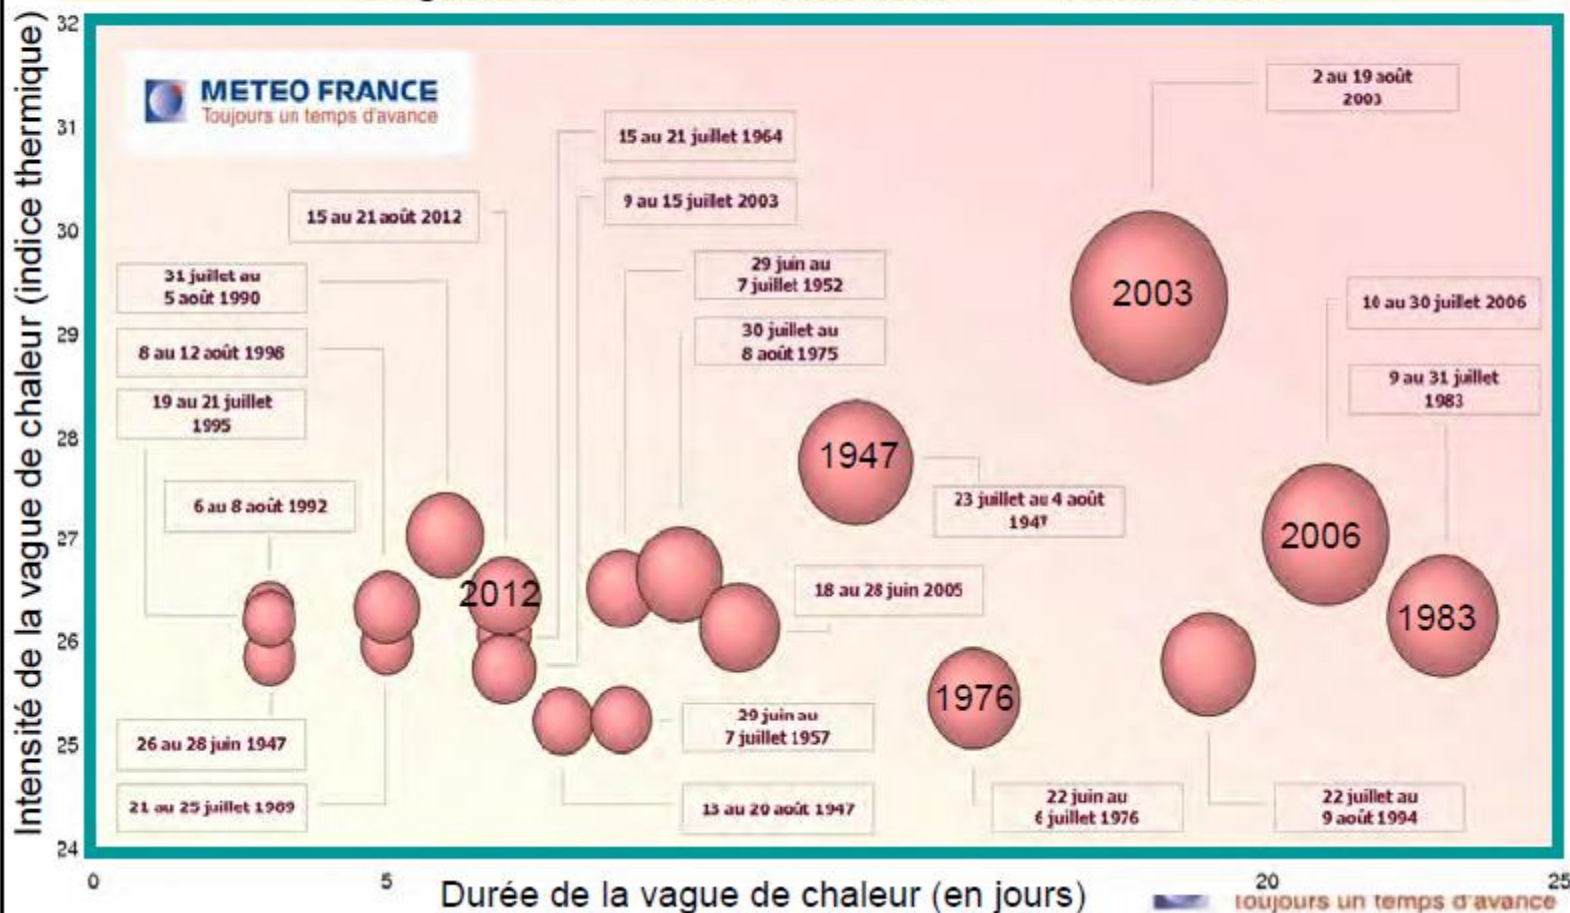 Intensité de la vague de chaleur (indice thermique)
32
31
30
29
28
27
26
25
24
METEO FRANCE
Toujours un temps d'avance
2 au 19 août
2003
15 au 21 juillet 1964
9 au 15 juillet 2003
15 au 21 août 2012
29 juin au
7 juillet 1952
31 juillet au
5 août 1990
30 juillet au
8 août 1975
10 au 30 juillet 2006
8 au 12 août 1998
9 au 31 juillet
1983
19 au 21 juillet
1995
6 au 8 août 1992
23 juillet au 4 août
1947
18 au 28 juin 2005
2003
1947
2006
2012
1983
1976
26 au 28 juin 1947
29 juin au
7 juillet 1957
21 au 25 juillet 1989
13 au 20 août 1947
22 juin au
6 juillet 1976
22 juillet au
9 août 1994
0
5
20
25
Durée de la vague de chaleur (en jours)
Toujours un temps d'avance